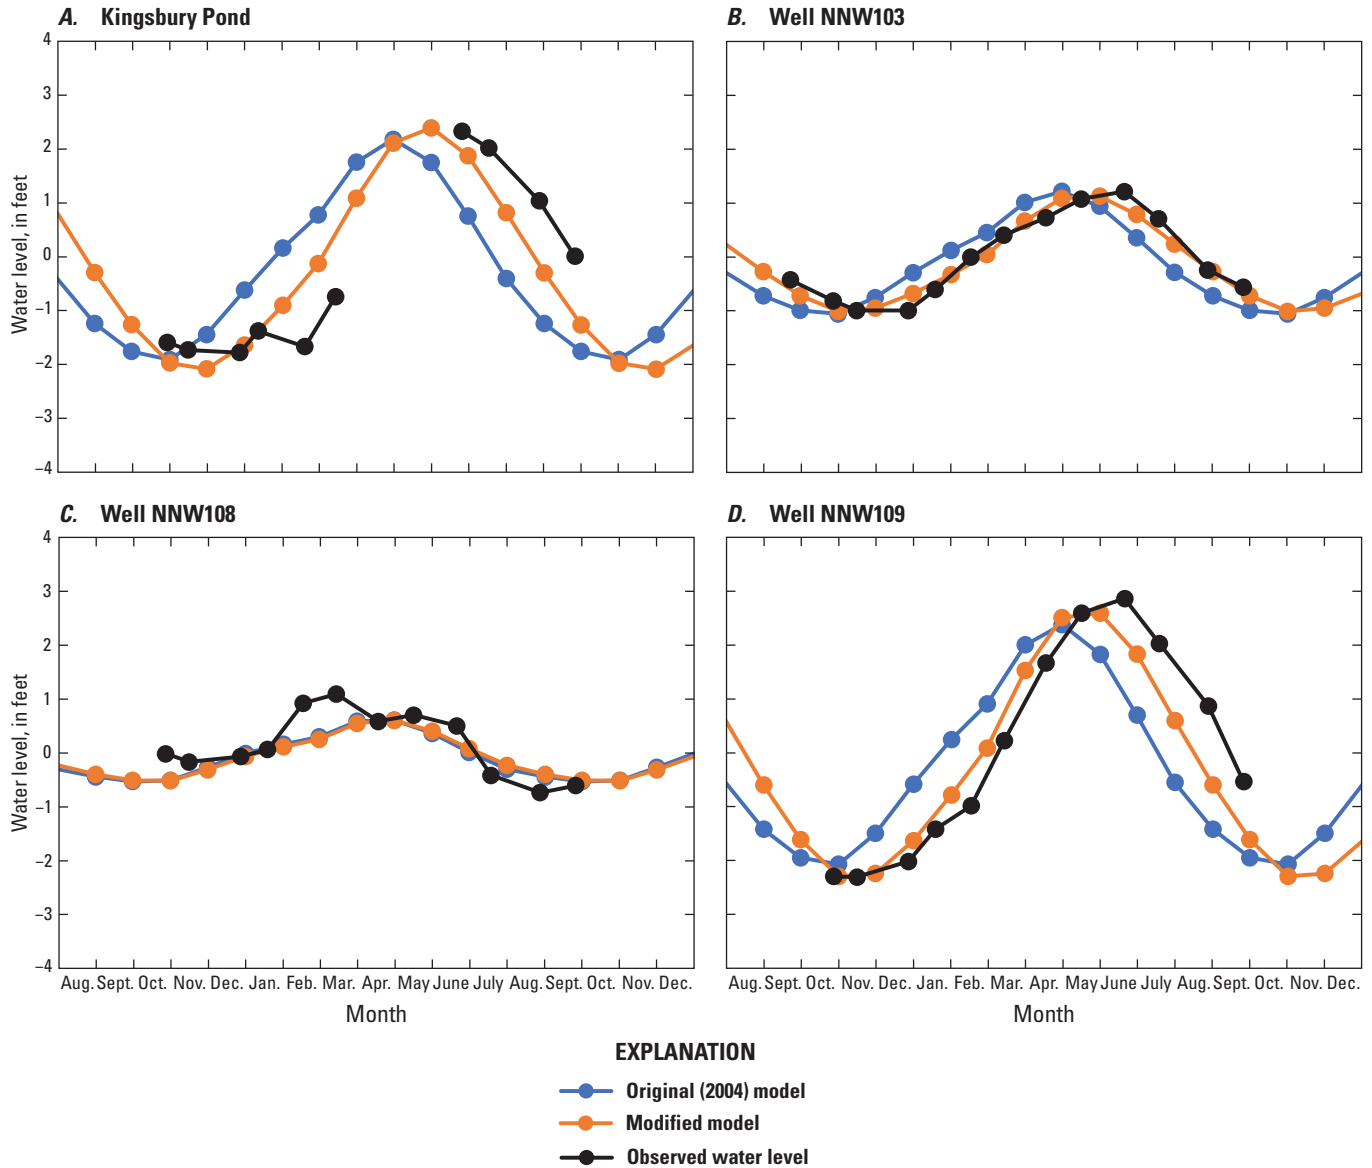 A. Kingsbury Pond
B. Well NNW103
4
3
2
1
0
–1
–2
–3
–4
Water level, in feet
C. Well NNW108
D. Well NNW109
4
3
2
1
0
–1
–2
–3
–4
Water level, in feet
Aug. Sept. Oct. Nov. Dec. Jan. Feb. Mar. Apr. May June July Aug. Sept. Oct. Nov. Dec.
Month
Aug. Sept. Oct. Nov. Dec. Jan. Feb. Mar. Apr. May June July Aug. Sept. Oct. Nov. Dec.
Month
EXPLANATION
Original (2004) model
Modified model
Observed water level